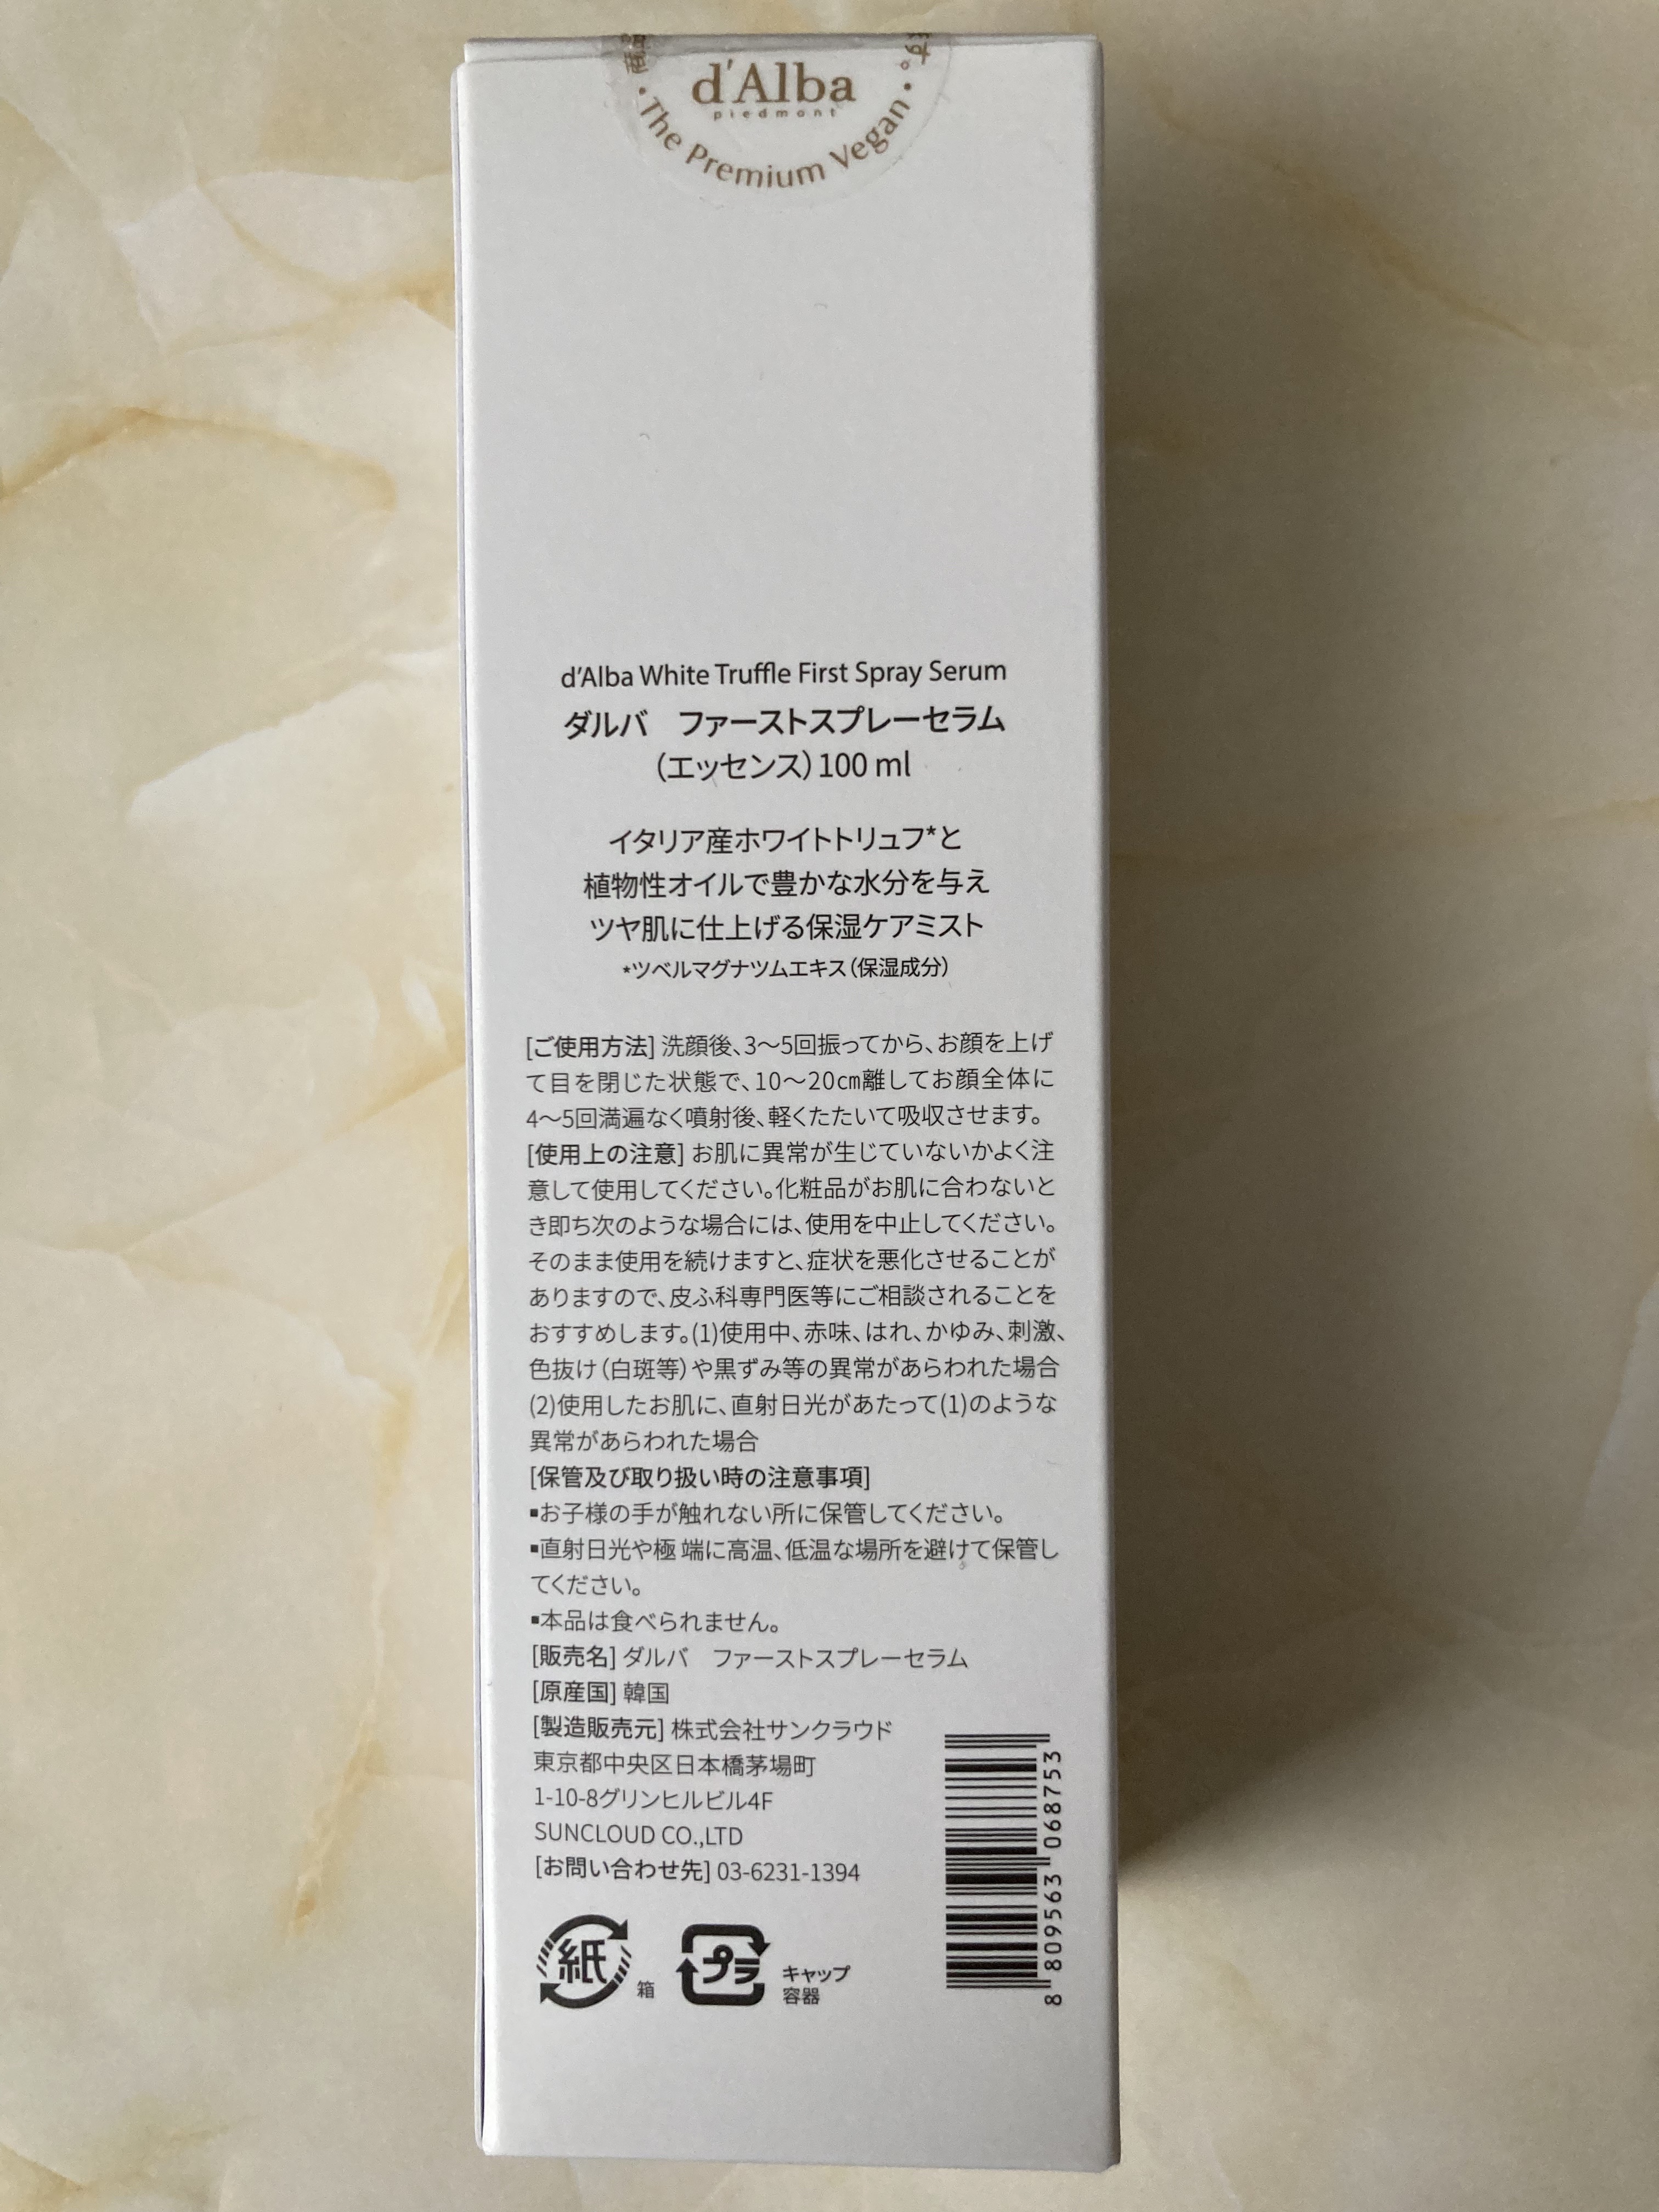 d'Alba
piedmont
・The Premium Vegan・
d'Alba White Truffle First Spray Serum
ダルバ　ファーストスプレーセラム
（エッセンス）100 ml
イタリア産ホワイトトリュフ*と
植物性オイルで豊かな水分を与え
ツヤ肌に仕上げる保湿ケアミスト
*ツベルマグナツムエキス（保湿成分）
[ご使用方法] 洗顔後、3～5回振ってから、お顔を上げ
て目を閉じた状態で、10～20㎝離してお顔全体に
4～5回満遍なく噴射後、軽くたたいて吸収させます。
[使用上の注意] お肌に異常が生じていないかよく注
意して使用してください。化粧品がお肌に合わないと
き即ち次のような場合には、使用を中止してください。
そのまま使用を続けますと、症状を悪化させることが
ありますので、皮ふ科専門医等にご相談されることを
おすすめします。(1)使用中、赤味、はれ、かゆみ、刺激、
色抜け（白斑等）や黒ずみ等の異常があらわれた場合
(2)使用したお肌に、直射日光があたって(1)のような
異常があらわれた場合
[保管及び取り扱い時の注意事項]
▪お子様の手が触れない所に保管してください。
▪直射日光や極 端に高温、低温な場所を避けて保管し
てください。
▪本品は食べられません。
[販売名] ダルバ　ファーストスプレーセラム
[原産国] 韓国
[製造販売元] 株式会社サンクラウド
東京都中央区日本橋茅場町
1-10-8グリンヒルビル4F
SUNCLOUD CO.,LTD
[お問い合わせ先] 03-6231-1394
紙
箱
プラ
キャップ
容器
8 809563 068753